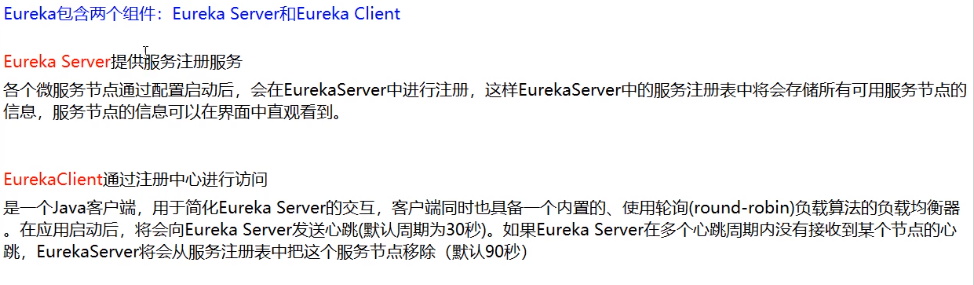 Eureka包含两个组件：Eureka Server和Eureka Client
Eureka Server提供服务注册服务
各个微服务节点通过配置启动后，会在EurekaServer中进行注册，这样EurekaServer中的服务注册表中将会存储所有可用服务节点的
信息，服务节点的信息可以在界面中直观看到。
EurekaClient通过注册中心进行访问
是一个Java客户端，用于简化Eureka Server的交互，客户端同时也具备一个内置的、使用轮询(round-robin)负载算法的负载均衡器
。在应用启动后，将会向Eureka Server发送心跳(默认周期为30秒)。如果Eureka Server在多个心跳周期内没有接收到某个节点的心
跳，EurekaServer将会从服务注册表中把这个服务节点移除（默认90秒）